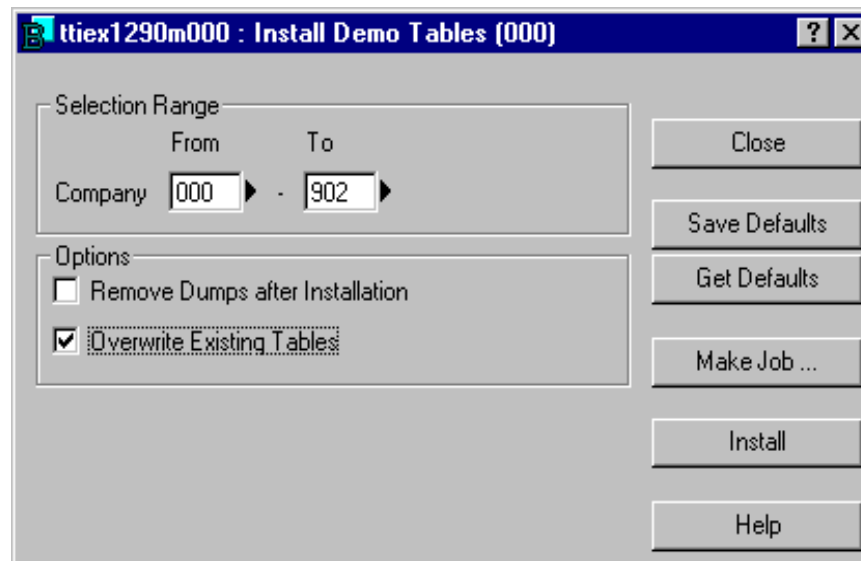 B ttiex1290m000 : Install Demo Tables (000) ? X
Selection Range
From To
Company 000 - 902
Close
Save Defaults
Options
Get Defaults
Remove Dumps after Installation
Overwrite Existing Tables
Make Job ...
Install
Help